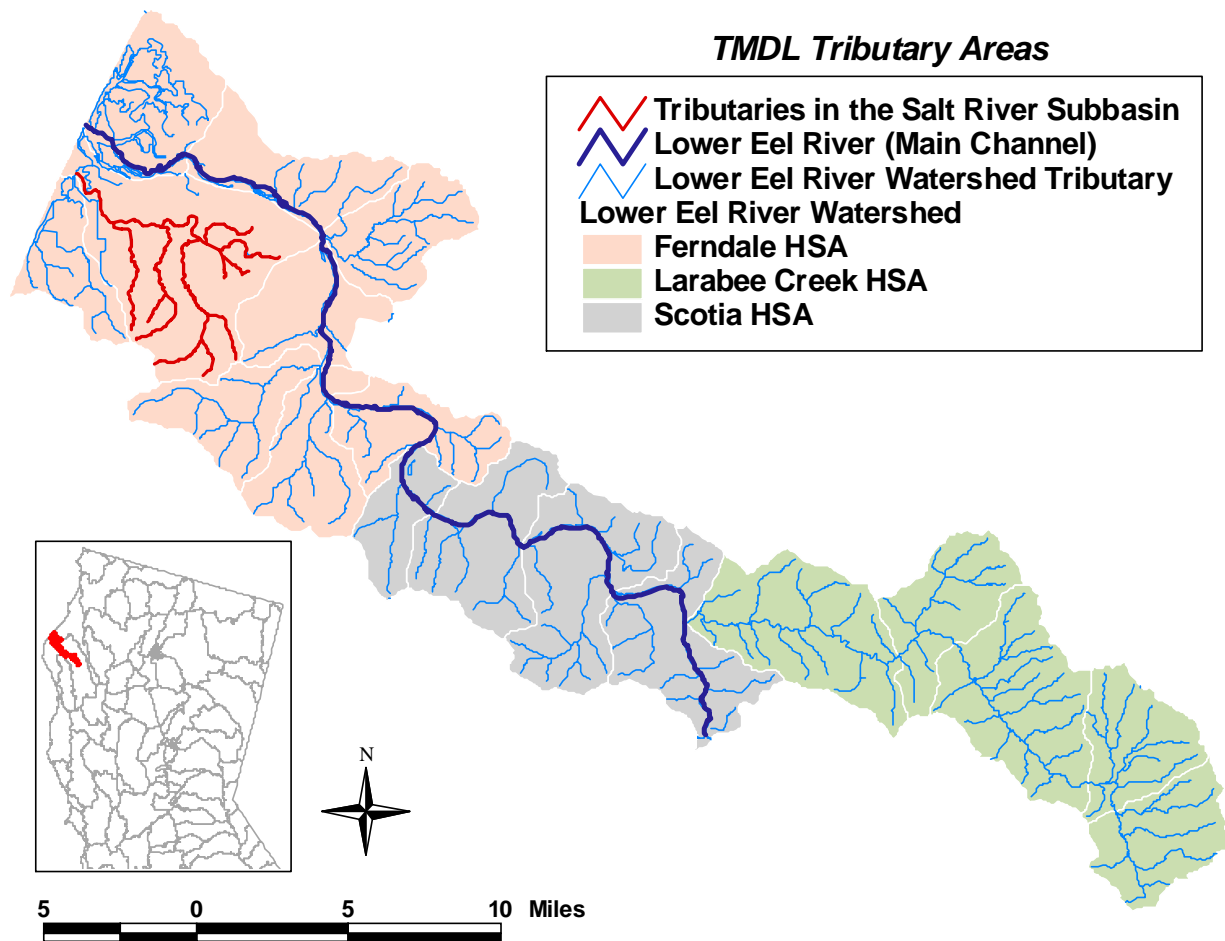 TMDL Tributary Areas
Tributaries in the Salt River Subbasin
Lower Eel River (Main Channel)
Lower Eel River Watershed Tributary
Lower Eel River Watershed
Ferndale HSA
Larabee Creek HSA
Scotia HSA
N
5 0 5 10 Miles